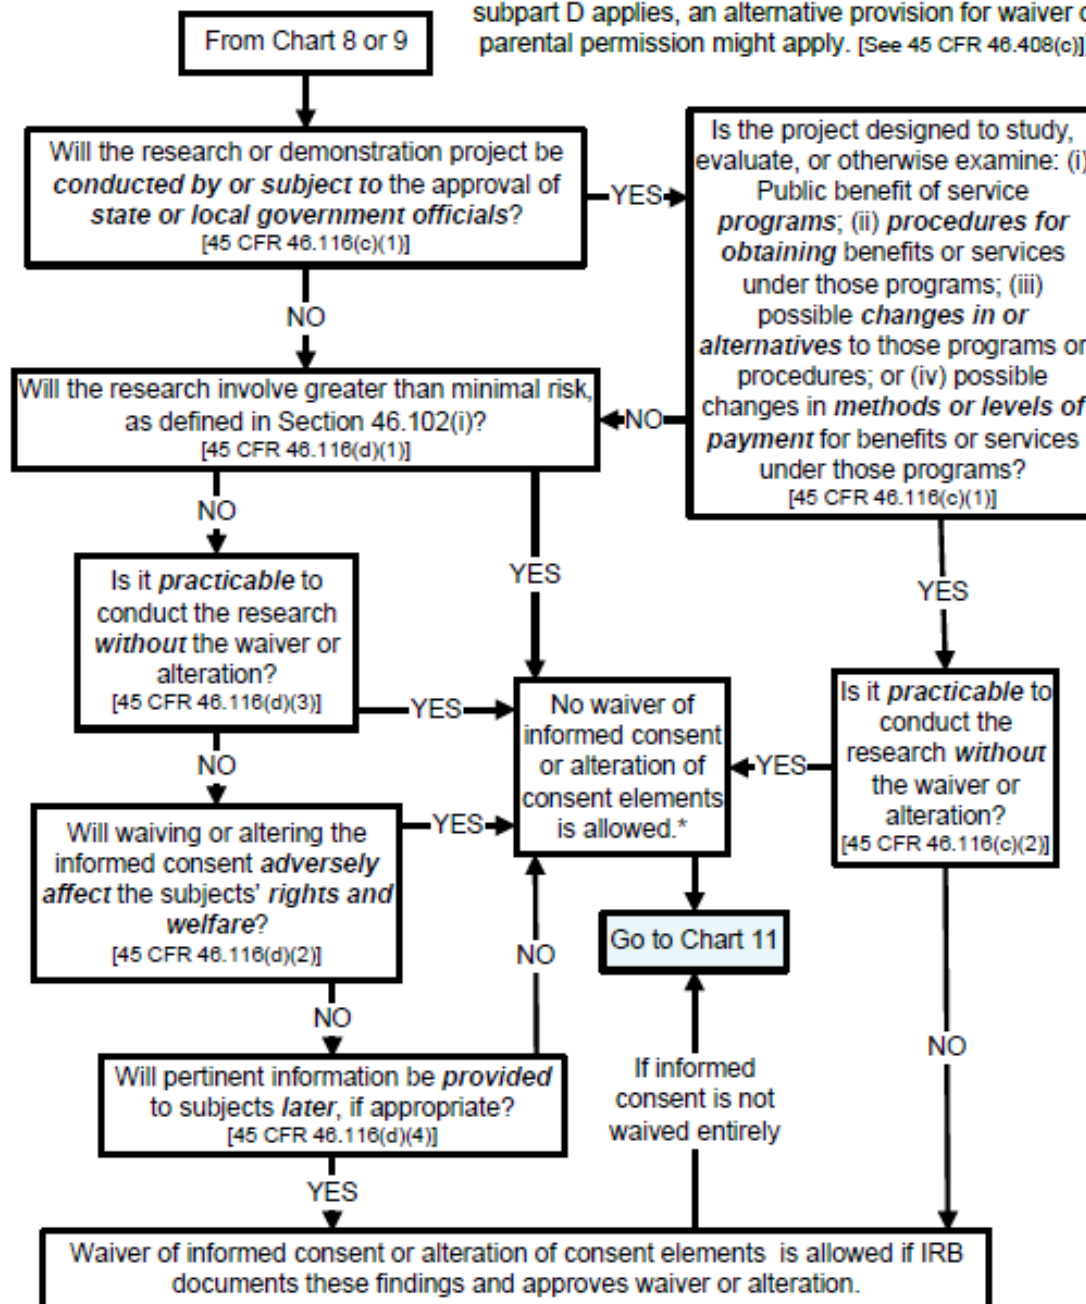 subpart D applies, an alternative provision for waiver
parental permission might apply. [See 45 CFR 46.408(c)]
From Chart 8 or 9
Will the research or demonstration project be
conducted by or subject to the approval of
state or local government officials?
[45 CFR 46.116(c)(1)]
YES
Is the project designed to study,
evaluate, or otherwise examine: (i)
Public benefit of service
programs; (ii) procedures for
obtaining benefits or services
under those programs; (iii)
possible changes in or
alternatives to those programs or
procedures; or (iv) possible
changes in methods or levels of
payment for benefits or services
under those programs?
[45 CFR 46.116(c)(1)]
NO
Will the research involve greater than minimal risk,
as defined in Section 46.102(i)?
[45 CFR 46.116(d)(1)]
NO
NO
YES
YES
Is it practicable to
conduct the research
without the waiver or
alteration?
[45 CFR 46.116(d)(3)]
YES
No waiver of
informed consent
or alteration of
consent elements
is allowed.*
YES
Is it practicable to
conduct the
research without
the waiver or
alteration?
[45 CFR 46.116(c)(2)]
NO
Will waiving or altering the
informed consent adversely
affect the subjects' rights and
welfare?
[45 CFR 46.116(d)(2)]
YES
Go to Chart 11
NO
NO
NO
Will pertinent information be provided
to subjects later, if appropriate?
[45 CFR 46.116(d)(4)]
If informed
consent is not
waived entirely
YES
Waiver of informed consent or alteration of consent elements is allowed if IRB
documents these findings and approves waiver or alteration.